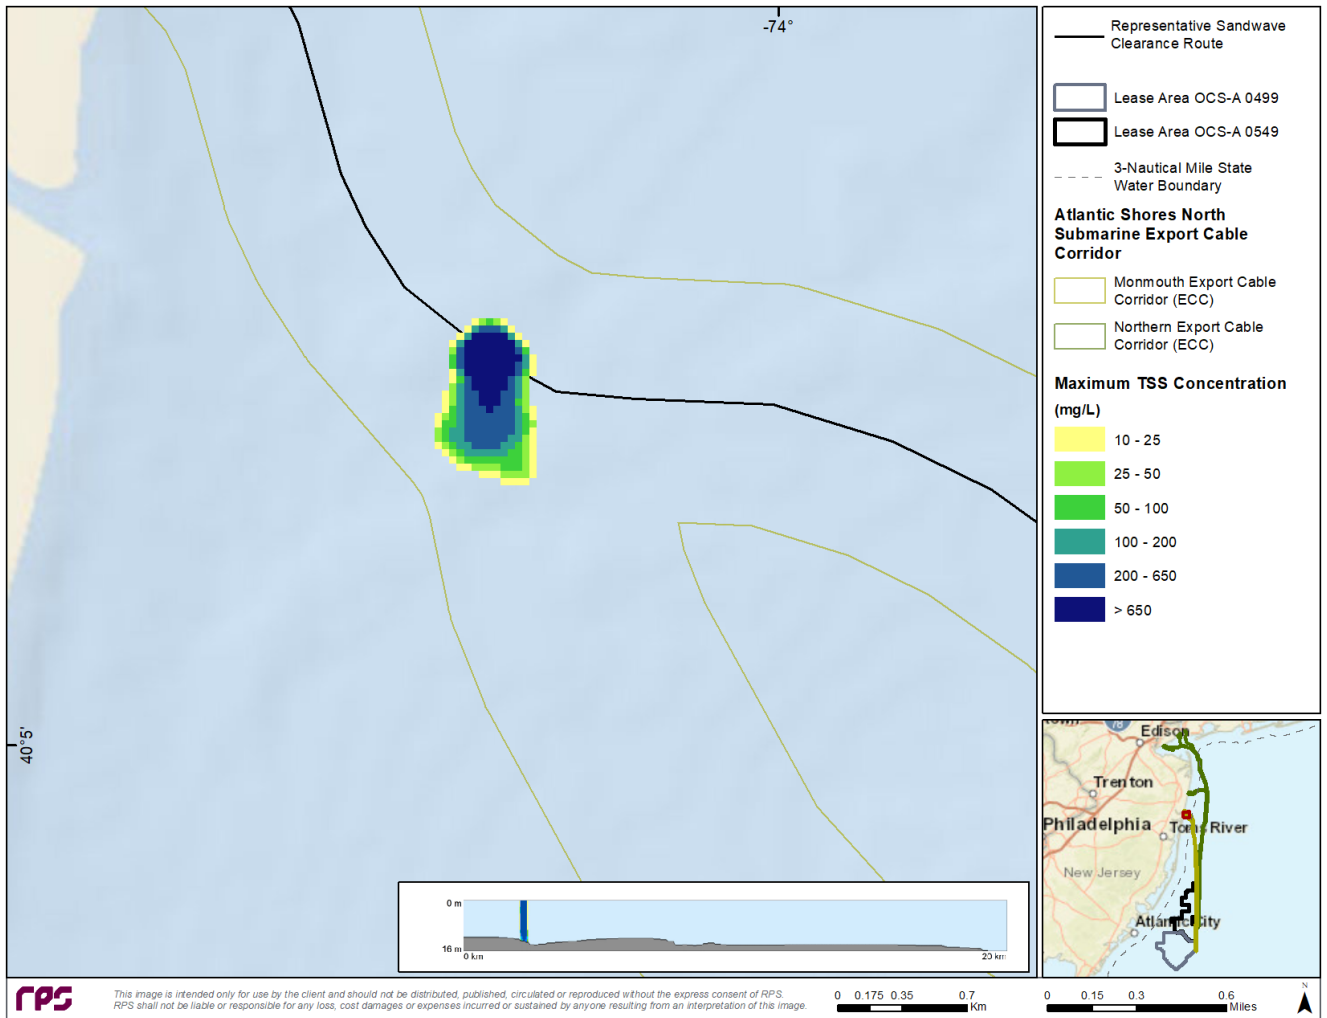 -74°
40°5'
Representative Sandwave
Clearance Route
Lease Area OCS-A 0499
Lease Area OCS-A 0549
3-Nautical Mile State
Water Boundary
Atlantic Shores North
Submarine Export Cable
Corridor
Monmouth Export Cable
Corridor (ECC)
Northern Export Cable
Corridor (ECC)
Maximum TSS Concentration
(mg/L)
10 - 25
25 - 50
50 - 100
100 - 200
200 - 650
> 650
0 m
16 m
0 km
20 km
78
Edison
Trenton
Philadelphia
Toms River
New Jersey
Atlantic City
rps
This image is intended only for use by the client and should not be distributed, published, circulated or reproduced without the express consent of RPS.
RPS shall not be liable or responsible for any loss, cost damages or expenses incurred or sustained by anyone resulting from an interpretation of this image.
0 0.175 0.35 0.7
Km
0 0.15 0.3 0.6
Miles
N